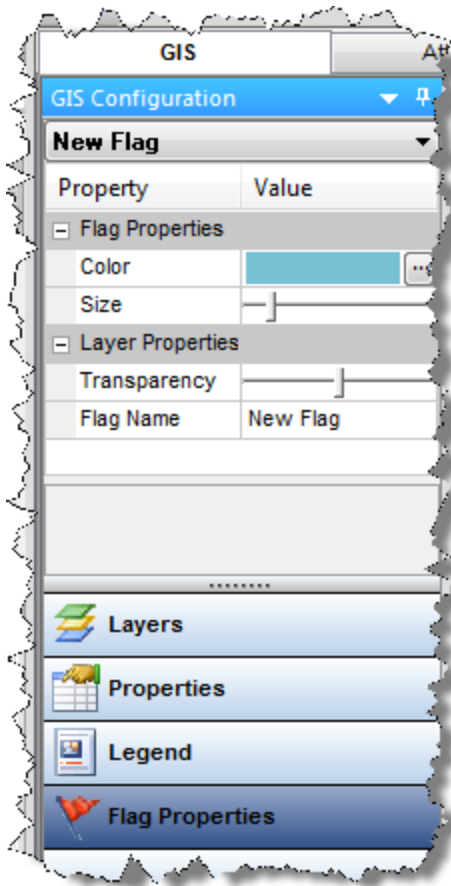 GIS
GIS Configuration
New Flag
Property Value
Flag Properties
Color
Size
Layer Properties
Transparency
Flag Name New Flag
Layers
Properties
Legend
Flag Properties